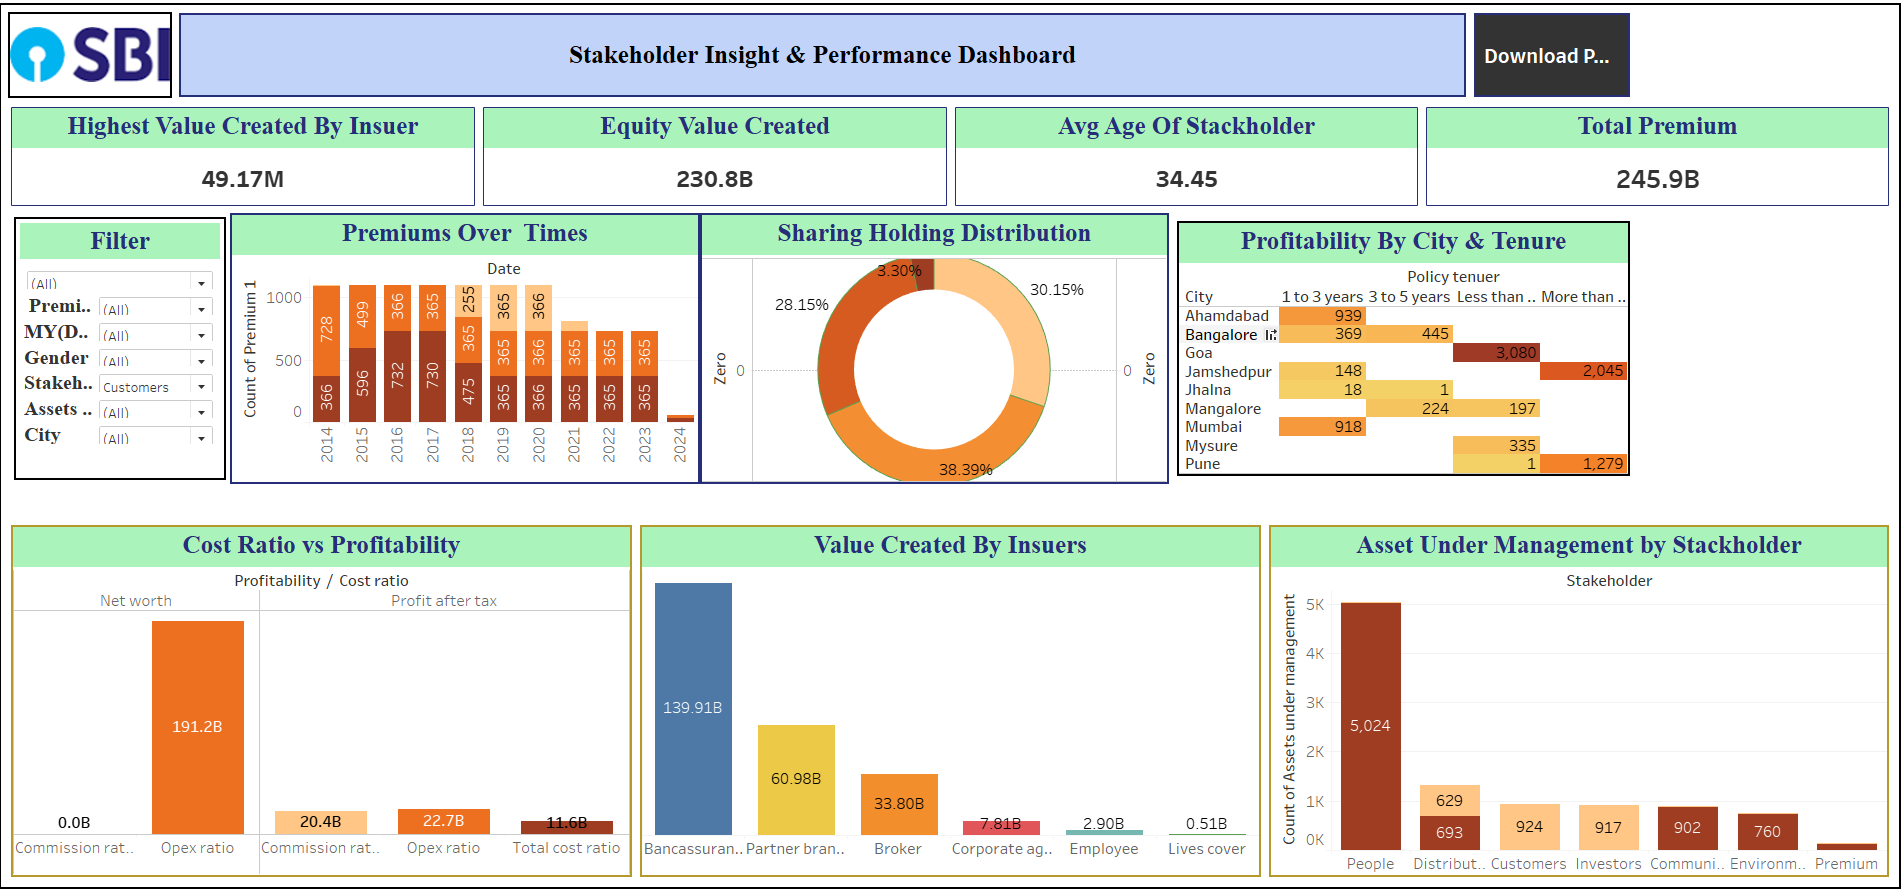 SBI
Stakeholder Insight & Performance Dashboard
Download P...
Highest Value Created By Insuer
49.17M
Equity Value Created
230.8B
Avg Age Of Stackholder
34.45
Total Premium
245.9B
Filter
(All)
Premi.. (All)
MY(D.. (All)
Gender (All)
Stakeh.. Customers
Assets .. (All)
City (All)
Premiums Over Times
Date
Count of Premium 1
1000
500
0
728
366
499
596
366
732
365
730
255
365
475
365
365
365
366
366
366
365
365
365
365
365
365
2014
2015
2016
2017
2018
2019
2020
2021
2022
2023
2024
Sharing Holding Distribution
3.30%
30.15%
28.15%
38.39%
Zero
0
0
Zero
Profitability By City & Tenure
Policy tenuer
City 1 to 3 years 3 to 5 years Less than .. More than ..
Ahamdabad 939
Bangalore 369 445
Goa 3,080
Jamshedpur 148 2,045
Jhalna 18 1
Mangalore 224 197
Mumbai 918
Mysure 335
Pune 1 1,279
Cost Ratio vs Profitability
Profitability / Cost ratio
Net worth Profit after tax
191.2B
0.0B
20.4B
22.7B
11.6B
Commission rat.. Opex ratio Commission rat.. Opex ratio Total cost ratio
Value Created By Insuers
139.91B
60.98B
33.80B
7.81B
2.90B
0.51B
Bancassuran.. Partner bran.. Broker Corporate ag.. Employee Lives cover
Asset Under Management by Stackholder
Stakeholder
Count of Assets under management
5K
4K
3K
2K
1K
0K
5,024
629
693
924
917
902
760
People Distribut.. Customers Investors Communi.. Environm.. Premium